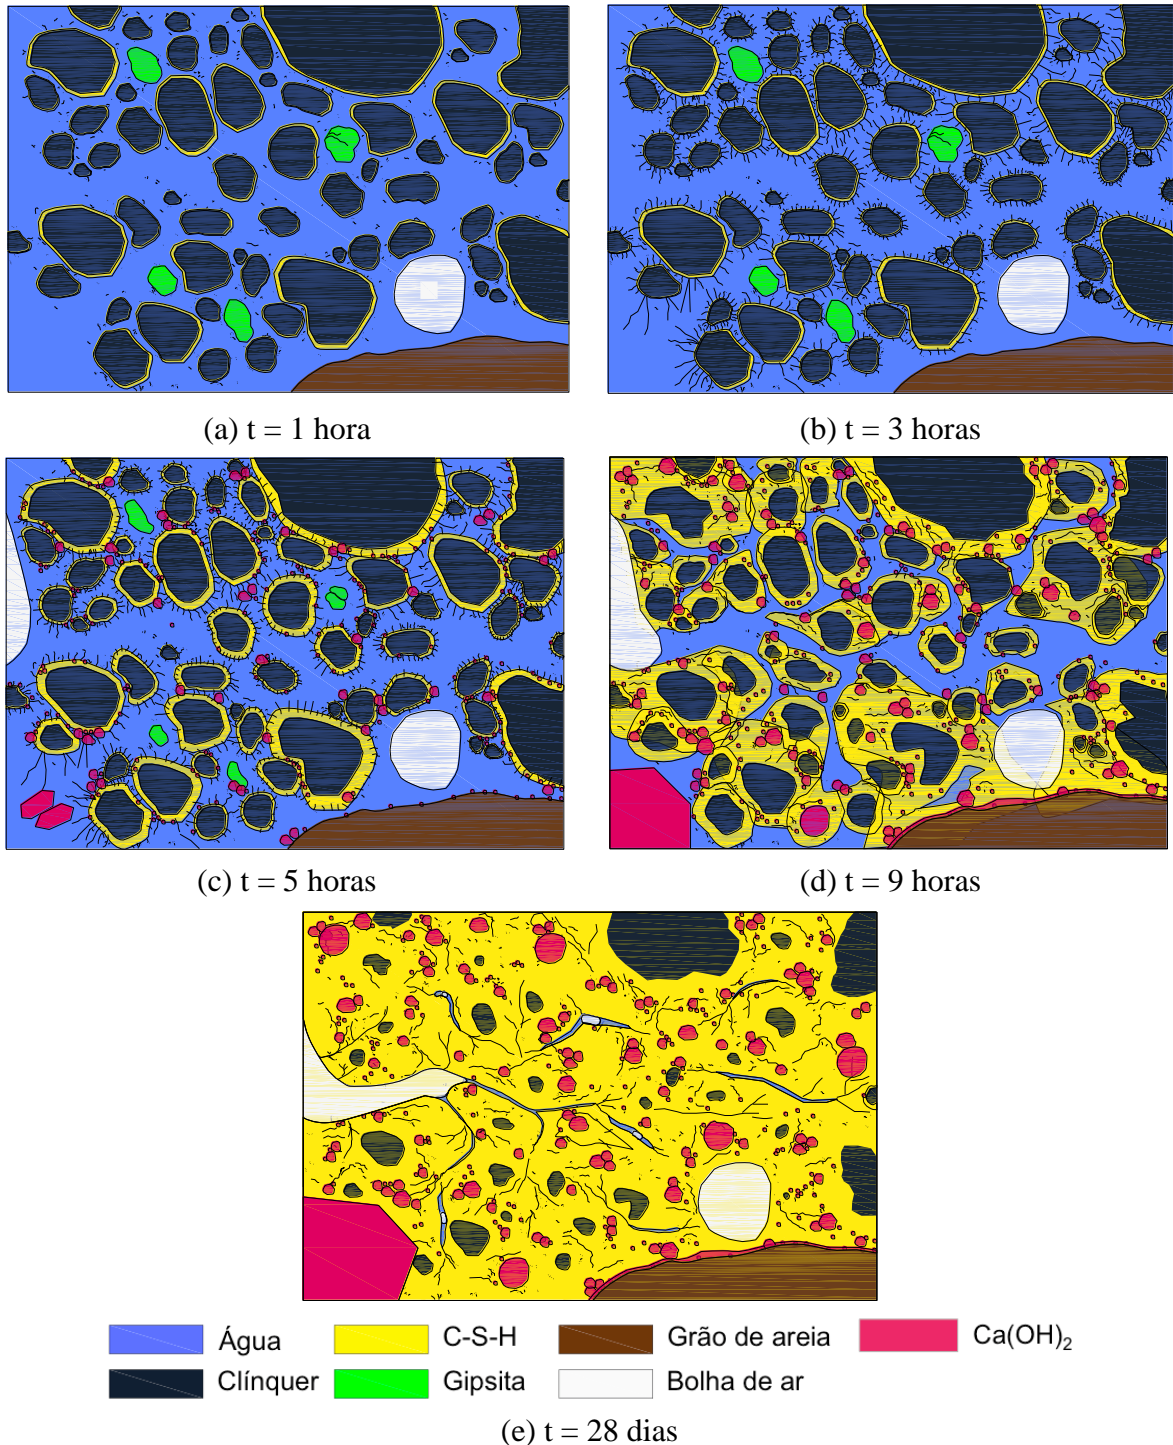 (a) t = 1 hora
(b) t = 3 horas
(c) t = 5 horas
(d) t = 9 horas
Água
C-S-H
Grão de areia
Ca(OH)₂
Clínquer
Gipsita
Bolha de ar
(e) t = 28 dias